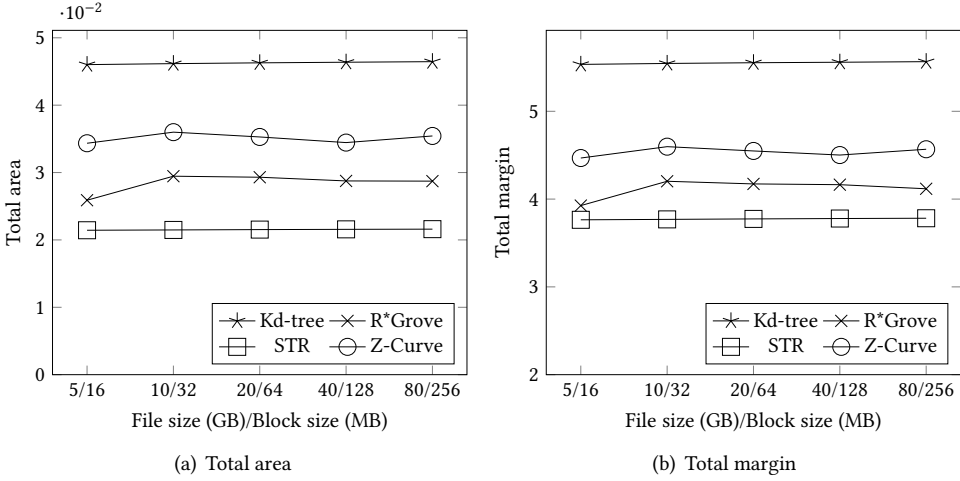 ·10⁻²
5
4
3
2
1
0
Total area
5/16 10/32 20/64 40/128 80/256
File size (GB)/Block size (MB)
Kd-tree R*Grove
STR Z-Curve
(a) Total area
5
4
3
2
Total margin
5/16 10/32 20/64 40/128 80/256
File size (GB)/Block size (MB)
Kd-tree R*Grove
STR Z-Curve
(b) Total margin